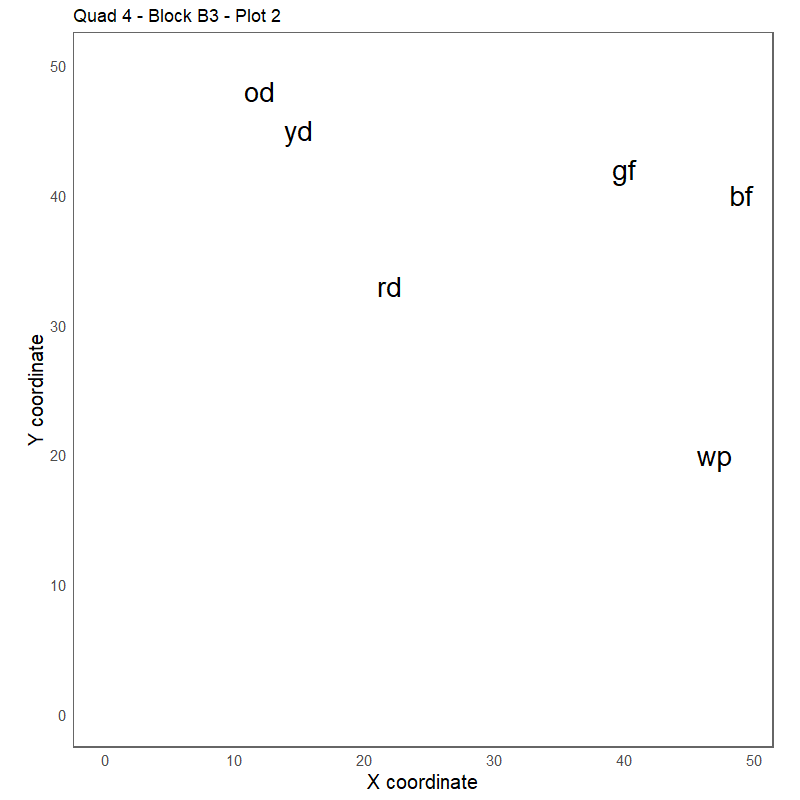 Quad 4 - Block B3 - Plot 2
50
od
yd
gf
40
bf
rd
30
Y coordinate
20
wp
10
0
0 10 20 30 40 50
X coordinate